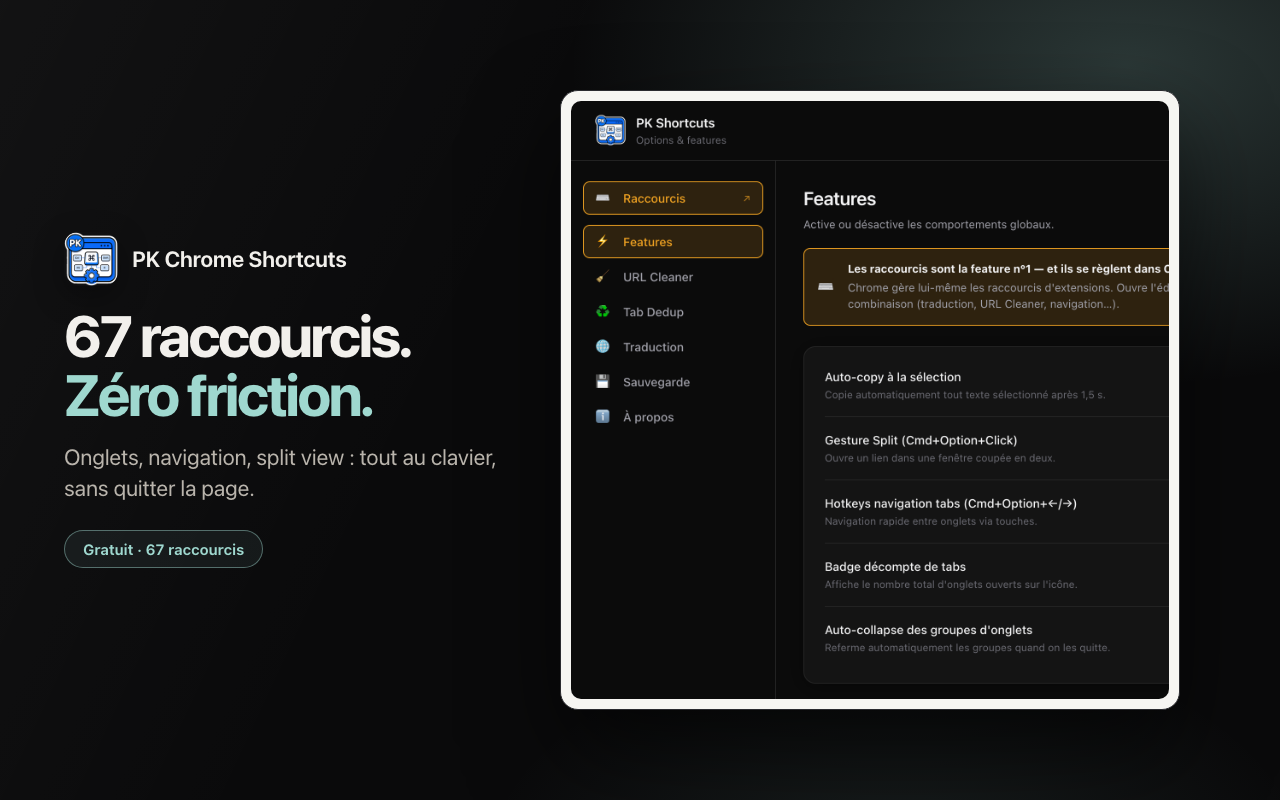 PK Chrome Shortcuts
67 raccourcis.
Zéro friction.
Onglets, navigation, split view : tout au clavier,
sans quitter la page.
Gratuit · 67 raccourcis
PK Shortcuts
Options & features
Raccourcis
Features
URL Cleaner
Tab Dedup
Traduction
Sauvegarde
À propos
Features
Active ou désactive les comportements globaux.
Les raccourcis sont la feature n°1 — et ils se règlent dans
Chrome gère lui-même les raccourcis d'extensions. Ouvre
combinaison (traduction, URL Cleaner, navigation…).
Auto-copy à la sélection
Copie automatiquement tout texte sélectionné après 1,5 s.
Gesture Split (Cmd+Option+Click)
Ouvre un lien dans une fenêtre coupée en deux.
Hotkeys navigation tabs (Cmd+Option+←/→)
Navigation rapide entre onglets via touches.
Badge décompte de tabs
Affiche le nombre total d'onglets ouverts sur l'icône.
Auto-collapse des groupes d'onglets
Referme automatiquement les groupes quand on les quitte.